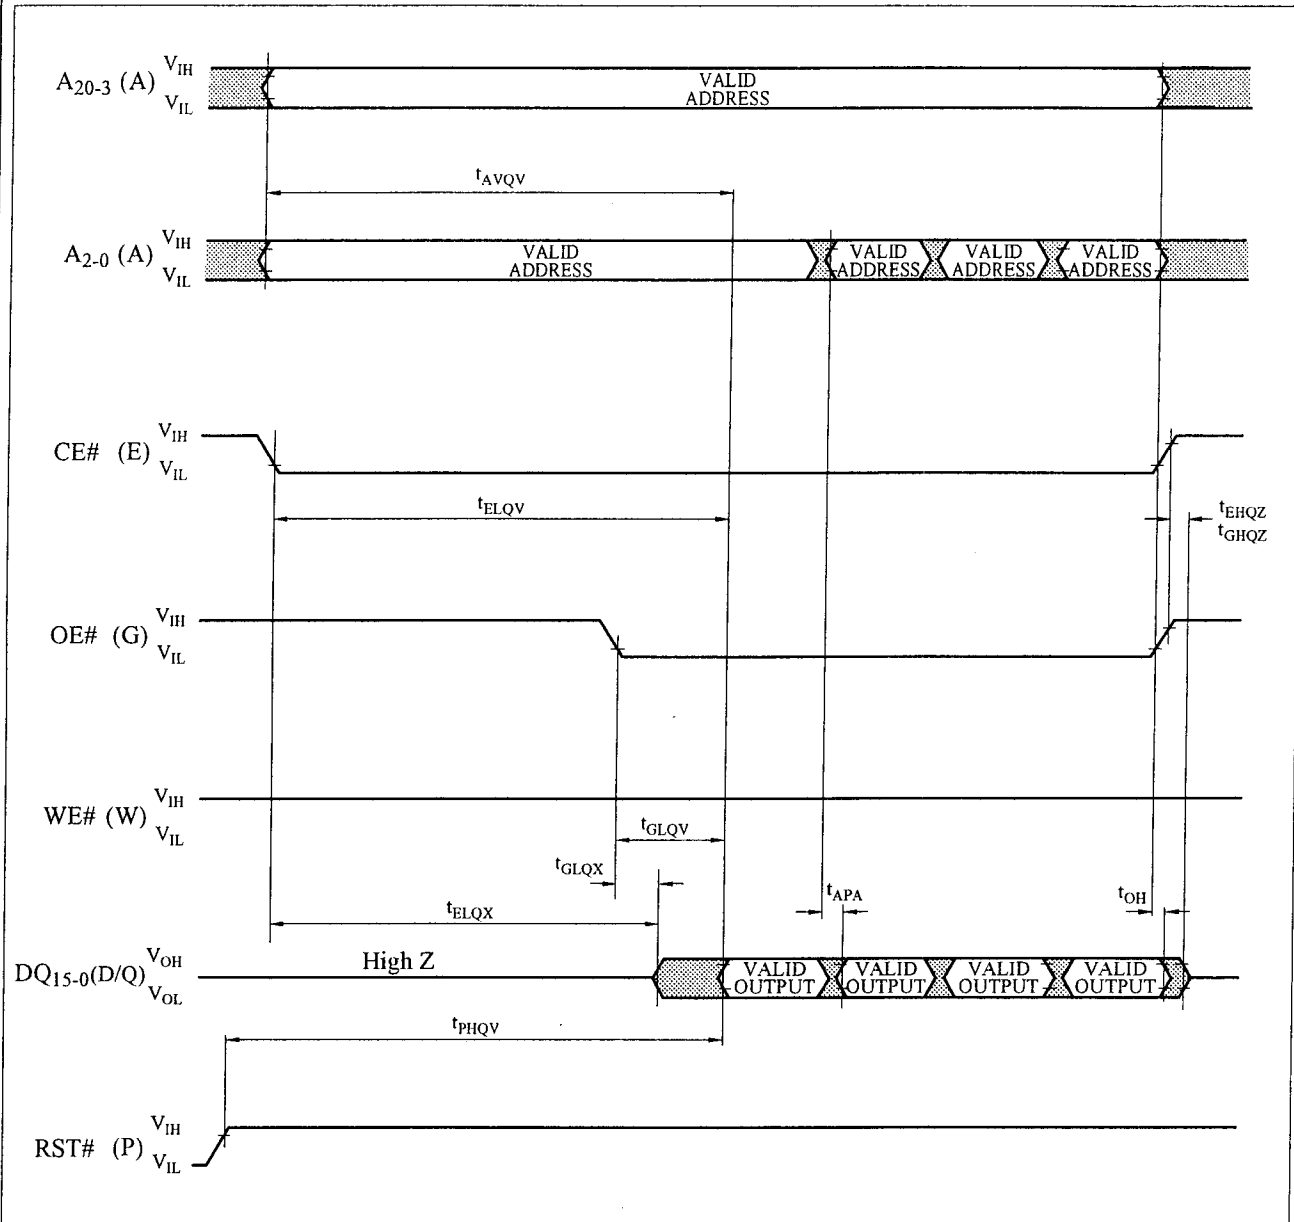 A20-3 (A) VIH VIL VALID ADDRESS
tAVQV
A2-0 (A) VIH VIL VALID ADDRESS VALID ADDRESS VALID ADDRESS VALID ADDRESS
CE# (E) VIH VIL
tELQV
tEHQZ
tGHQZ
OE# (G) VIH VIL
WE# (W) VIH VIL
tGLQV
tGLQX
tAPA
tOH
tELQX
DQ15-0(D/Q) VOH VOL High Z VALID OUTPUT VALID OUTPUT VALID OUTPUT VALID OUTPUT
tPHQV
RST# (P) VIH VIL